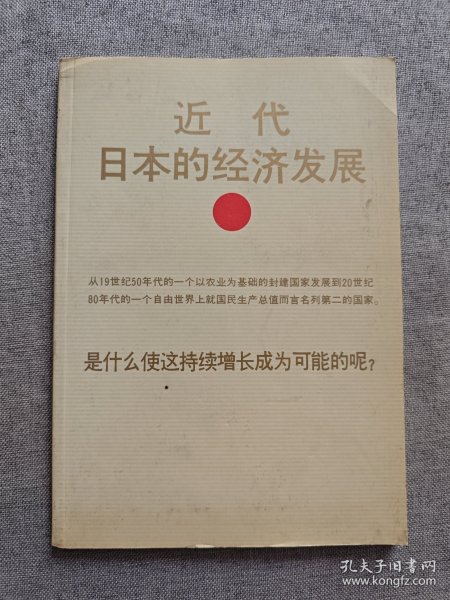 近代
日本的经济发展
从19世纪50年代的一个以农业为基础的封建国家发展到20世纪
80年代的一个自由世界上就国民生产总值而言名列第二的国家。
是什么使这持续增长成为可能的呢？
孔夫子旧书网
www.kongfz.com